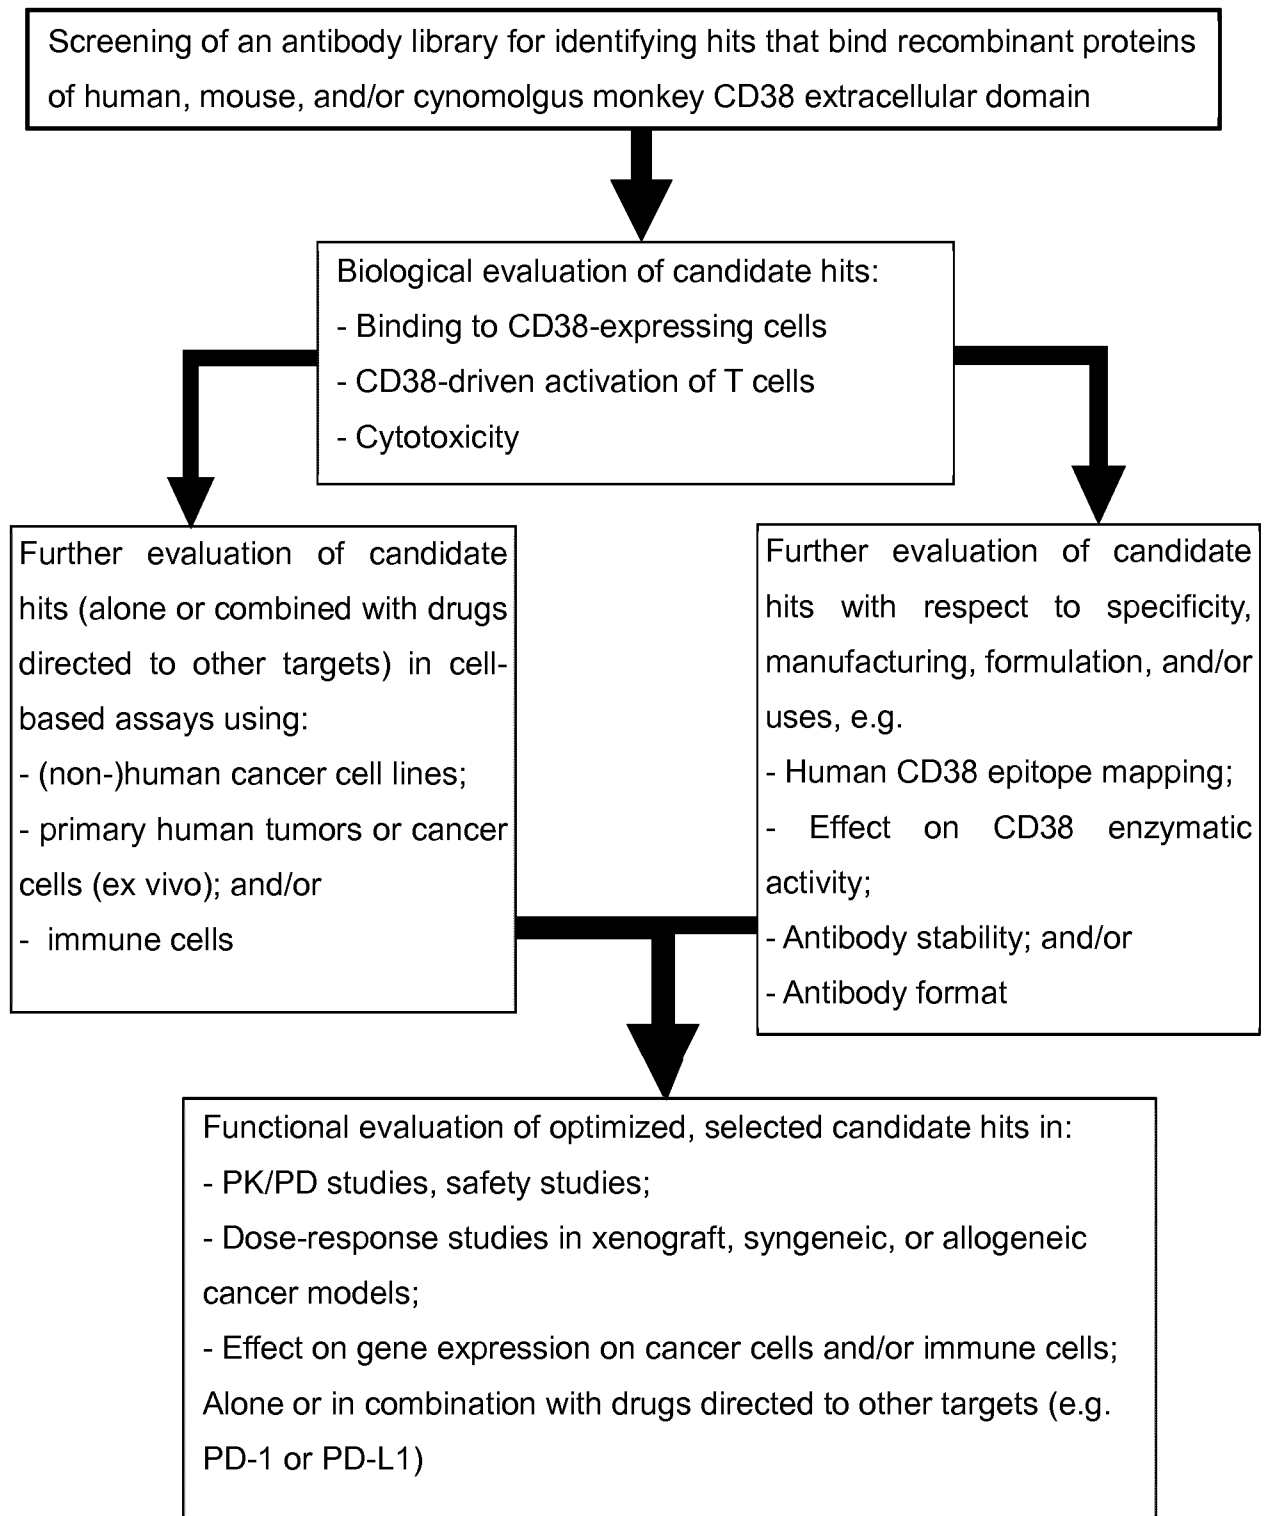 Screening of an antibody library for identifying hits that bind recombinant proteins
of human, mouse, and/or cynomolgus monkey CD38 extracellular domain
Biological evaluation of candidate hits:
- Binding to CD38-expressing cells
- CD38-driven activation of T cells
- Cytotoxicity
Further evaluation of candidate
hits (alone or combined with drugs
directed to other targets) in cell-
based assays using:
- (non-)human cancer cell lines;
- primary human tumors or cancer
cells (ex vivo); and/or
- immune cells
Further evaluation of candidate
hits with respect to specificity,
manufacturing, formulation, and/or
uses, e.g.
- Human CD38 epitope mapping;
- Effect on CD38 enzymatic
activity;
- Antibody stability; and/or
- Antibody format
Functional evaluation of optimized, selected candidate hits in:
- PK/PD studies, safety studies;
- Dose-response studies in xenograft, syngeneic, or allogeneic
cancer models;
- Effect on gene expression on cancer cells and/or immune cells;
Alone or in combination with drugs directed to other targets (e.g.
PD-1 or PD-L1)